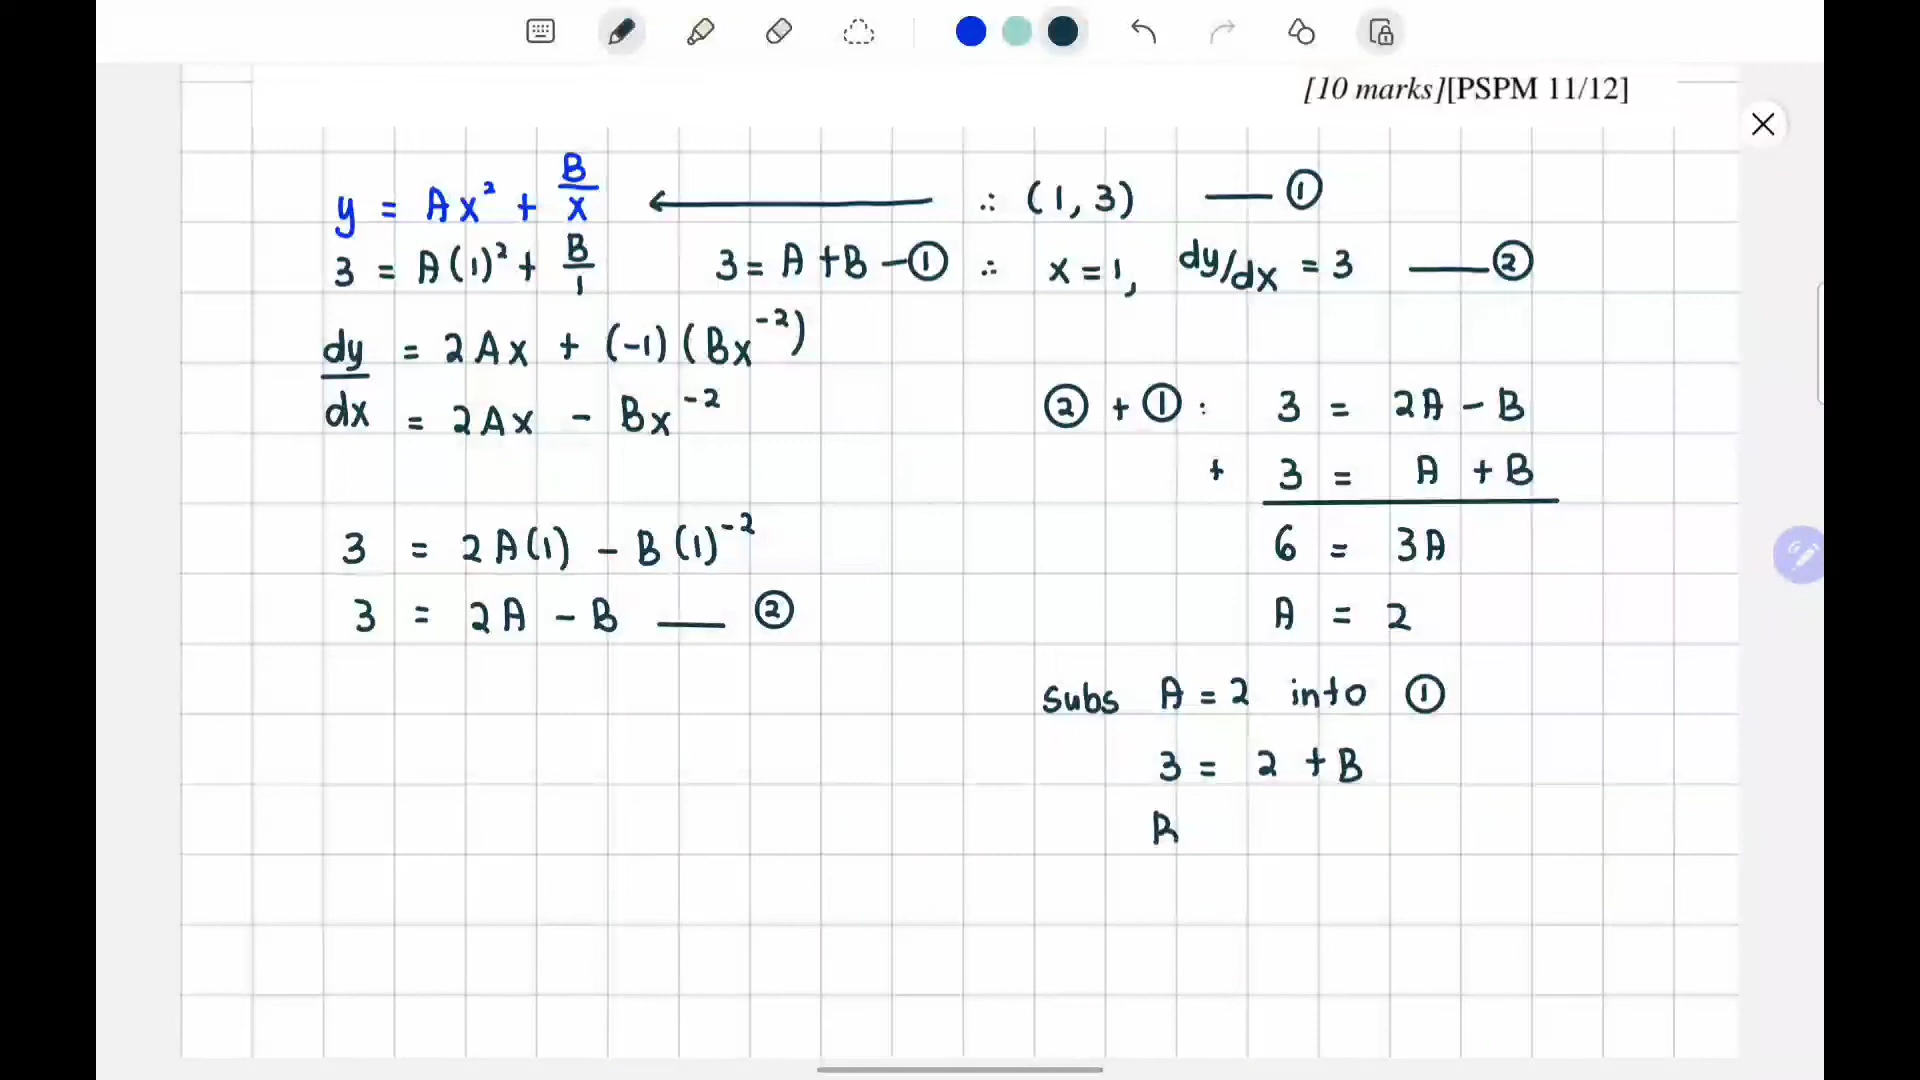 [10 marks][PSPM 11/12]
y = Ax² + B/x ← ∴ (1, 3) — ①
3 = A(1)² + B/1 3 = A + B — ① ∴ x = 1, dy/dx = 3 — ②
dy/dx = 2Ax + (-1)(Bx⁻²)
= 2Ax - Bx⁻²
3 = 2A(1) - B(1)⁻²
3 = 2A - B — ②
② + ① : 3 = 2A - B
+ 3 = A + B
6 = 3A
A = 2
subs A = 2 into ①
3 = 2 + B
B